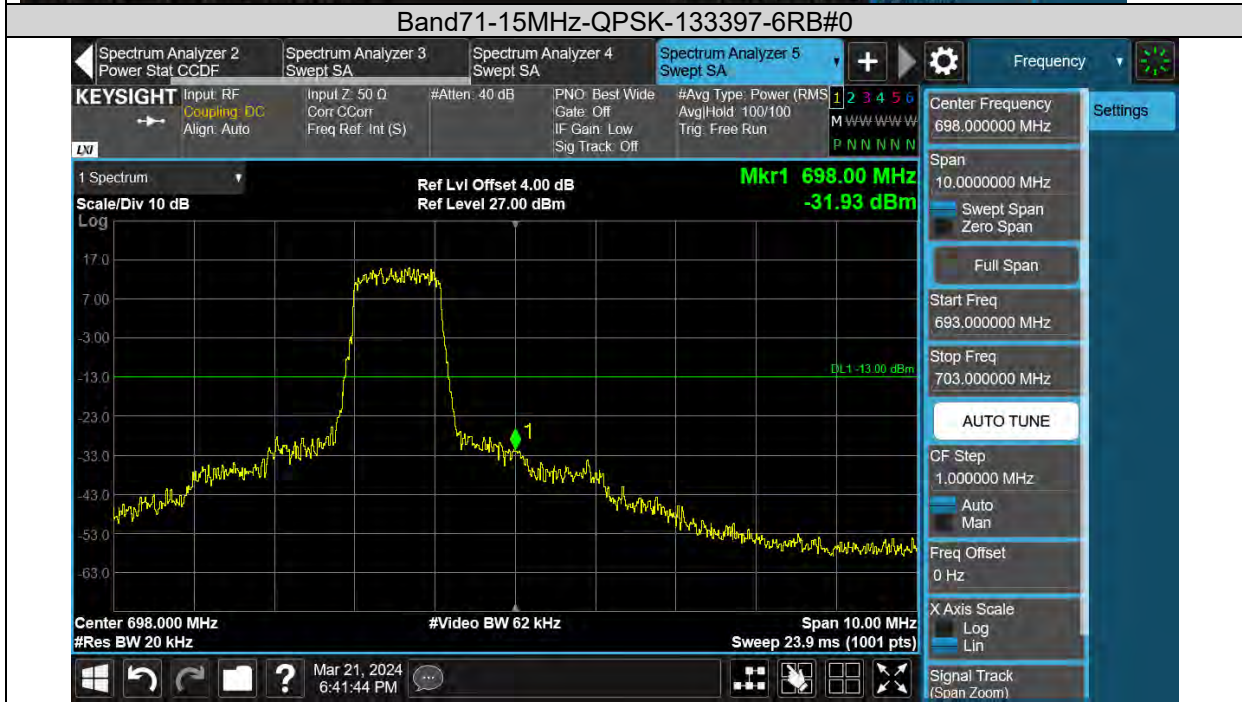 Band71-15MHz-QPSK-133397-6RB#0
Spectrum Analyzer 2
Power Stat CCDF
Spectrum Analyzer 3
Swept SA
Spectrum Analyzer 4
Swept SA
Spectrum Analyzer 5
Swept SA
+
Frequency
KEYSIGHT
Input: RF
Coupling: DC
Align: Auto
LXI
Input Z: 50 Ω
Corr CCorr
Freq Ref: Int (S)
#Atten: 40 dB
PNO: Best Wide
Gate: Off
IF Gain: Low
Sig Track: Off
#Avg Type: Power (RMS
Avg|Hold: 100/100
Trig: Free Run
1 2 3 4 5 6
M W W W W W
P N N N N N
Settings
1 Spectrum
Scale/Div 10 dB
Log
Ref Lvl Offset 4.00 dB
Ref Level 27.00 dBm
Mkr1 698.00 MHz
-31.93 dBm
17.0
7.00
-3.00
-13.0
-23.0
-33.0
-43.0
-53.0
-63.0
DL1 -13.00 dBm
1
Center 698.000 MHz
#Res BW 20 kHz
#Video BW 62 kHz
Span 10.00 MHz
Sweep 23.9 ms (1001 pts)
Center Frequency
698.000000 MHz
Span
10.0000000 MHz
Swept Span
Zero Span
Full Span
Start Freq
693.000000 MHz
Stop Freq
703.000000 MHz
AUTO TUNE
CF Step
1.000000 MHz
Auto
Man
Freq Offset
0 Hz
X Axis Scale
Log
Lin
Signal Track
(Span Zoom)
?
Mar 21, 2024
6:41:44 PM